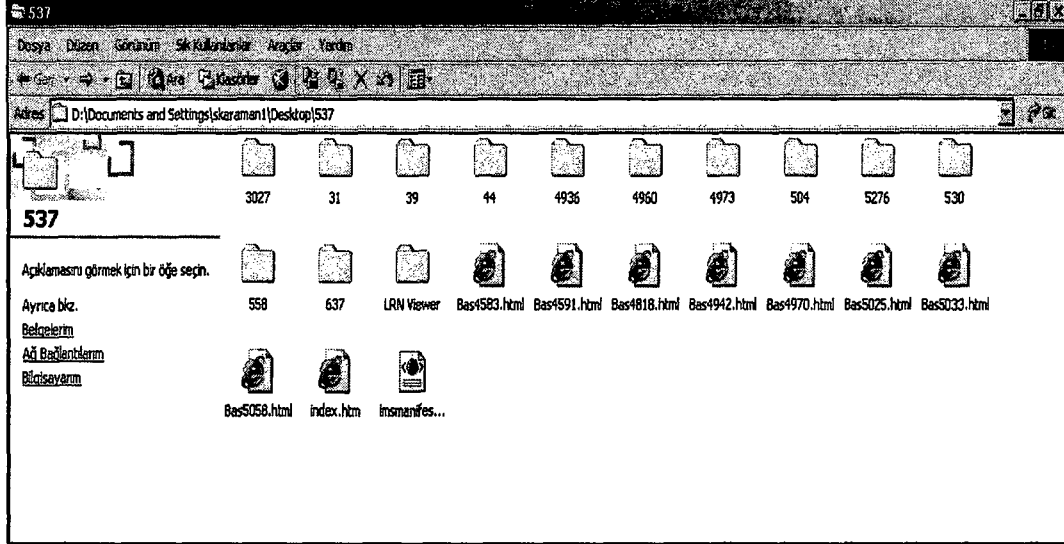 537
Dosya Düzen Görünüm Sık Kullanılanlar Araçlar Yardım
Geri Ara Klasörler
Adres D:\Documents and Settings\skaraman1\Desktop\537 Git
3027 31 39 44 4936 4960 4973 504 5276 530
537
Açıklamasını görmek için bir öğe seçin.
558 637 LRN Viewer Bas4583.html Bas4591.html Bas4818.html Bas4942.html Bas4970.html Bas5025.html Bas5033.html
Ayrıca bkz.
Belgelerim
Ağ Bağlantılarım
Bilgisayarım
Bas5058.html index.htm imsmanifes...